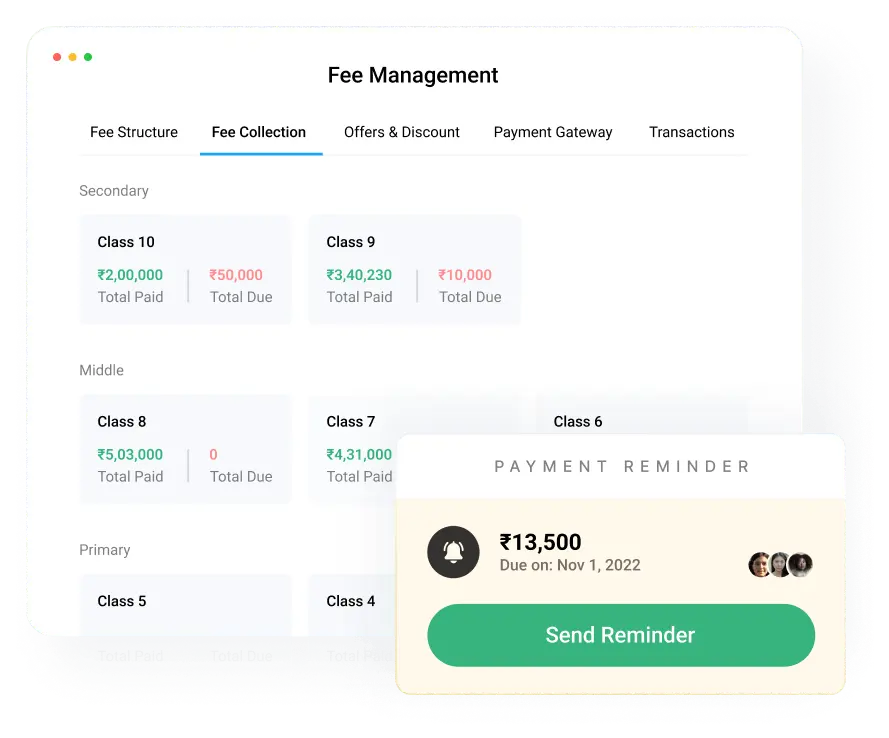 Fee Management
Fee Structure Fee Collection Offers & Discount Payment Gateway Transactions
Secondary
Class 10 Class 9
₹2,00,000 ₹50,000 ₹3,40,230 ₹10,000
Total Paid Total Due Total Paid Total Due
Middle
Class 8 Class 7 Class 6
₹5,03,000 0 ₹4,31,000
Total Paid Total Due Total Paid
Primary
Class 5 Class 4
Total Paid Total Due Total Paid
PAYMENT REMINDER
₹13,500
Due on: Nov 1, 2022
Send Reminder